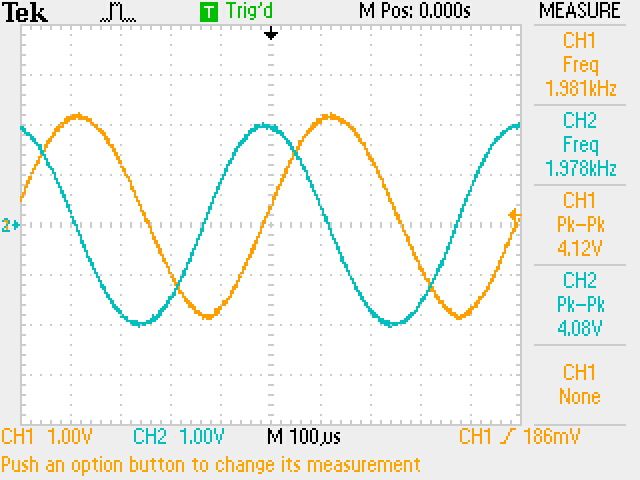 Tek T Trig'd M Pos: 0.000s MEASURE
CH1
Freq
1.981kHz
CH2
Freq
1.978kHz
CH1
Pk-Pk
4.12V
CH2
Pk-Pk
4.08V
CH1
None
2
CH1 1.00V CH2 1.00V M 100µs CH1 186mV
Push an option button to change its measurement